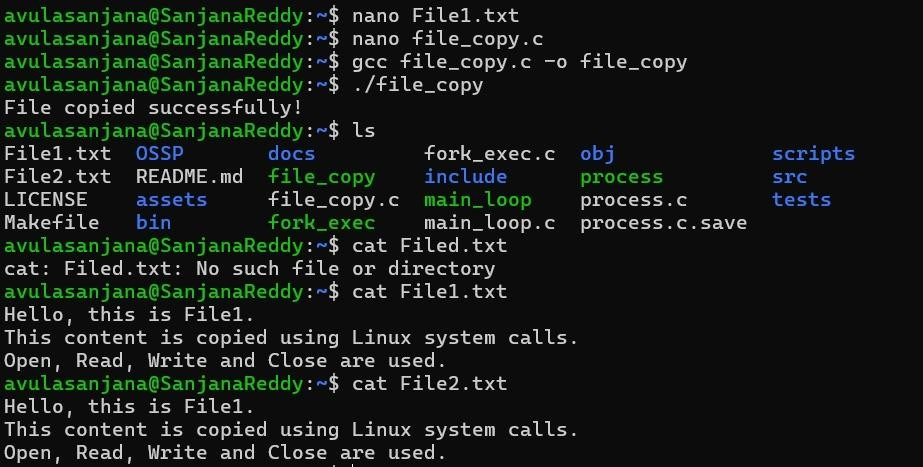 avulasanjana@SanjanaReddy:~$ nano File1.txt
avulasanjana@SanjanaReddy:~$ nano file_copy.c
avulasanjana@SanjanaReddy:~$ gcc file_copy.c -o file_copy
avulasanjana@SanjanaReddy:~$ ./file_copy
File copied successfully!
avulasanjana@SanjanaReddy:~$ ls
File1.txt  OSSP       docs         fork_exec.c  obj             scripts
File2.txt  README.md  file_copy    include      process         src
LICENSE    assets     file_copy.c  main_loop    process.c       tests
Makefile   bin        fork_exec    main_loop.c  process.c.save
avulasanjana@SanjanaReddy:~$ cat Filed.txt
cat: Filed.txt: No such file or directory
avulasanjana@SanjanaReddy:~$ cat File1.txt
Hello, this is File1.
This content is copied using Linux system calls.
Open, Read, Write and Close are used.
avulasanjana@SanjanaReddy:~$ cat File2.txt
Hello, this is File1.
This content is copied using Linux system calls.
Open, Read, Write and Close are used.